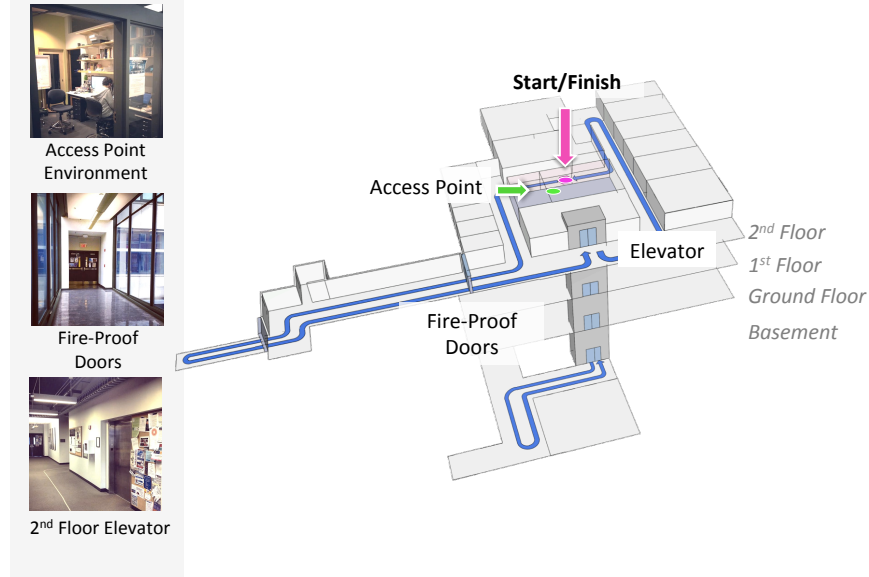 Start/Finish
Access Point
Environment
Access Point
2nd Floor
Elevator
1st Floor
Ground Floor
Fire-Proof
Doors
Basement
Fire-Proof
Doors
2nd Floor Elevator